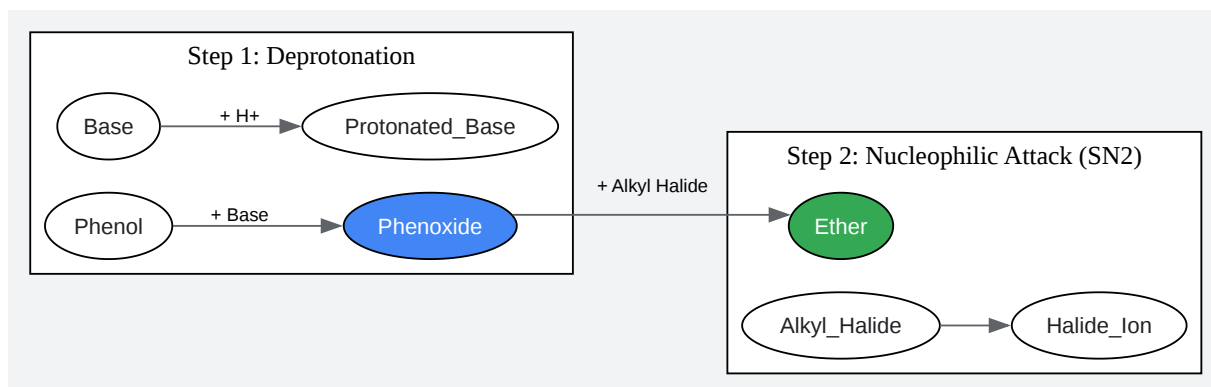 Step 1: Deprotonation
Base
+ H+
Protonated_Base
Phenol
+ Base
Phenoxide
+ Alkyl Halide
Step 2: Nucleophilic Attack (SN2)
Ether
Alkyl_Halide
Halide_Ion